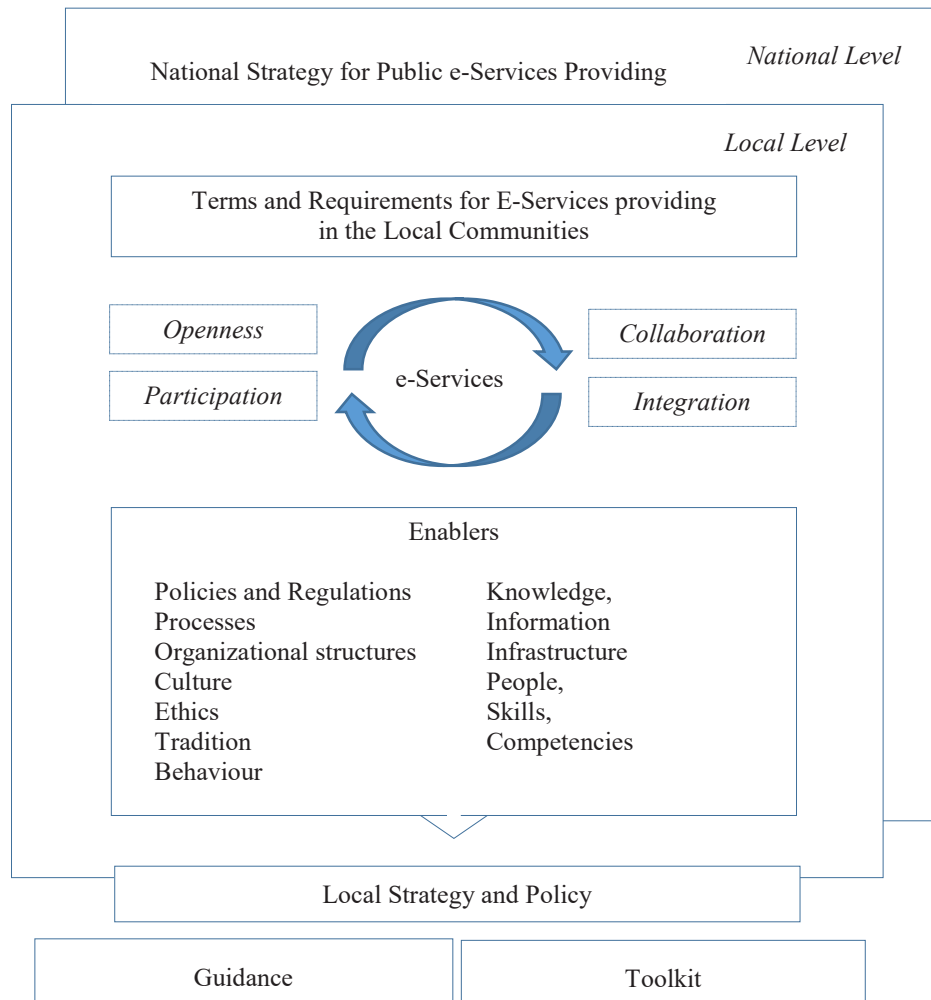 National Level
National Strategy for Public e-Services Providing
Local Level
Terms and Requirements for E-Services providing
in the Local Communities
Openness
Participation
e-Services
Collaboration
Integration
Enablers
Policies and Regulations
Processes
Organizational structures
Culture
Ethics
Tradition
Behaviour
Knowledge,
Information
Infrastructure
People,
Skills,
Competencies
Local Strategy and Policy
Guidance
Toolkit